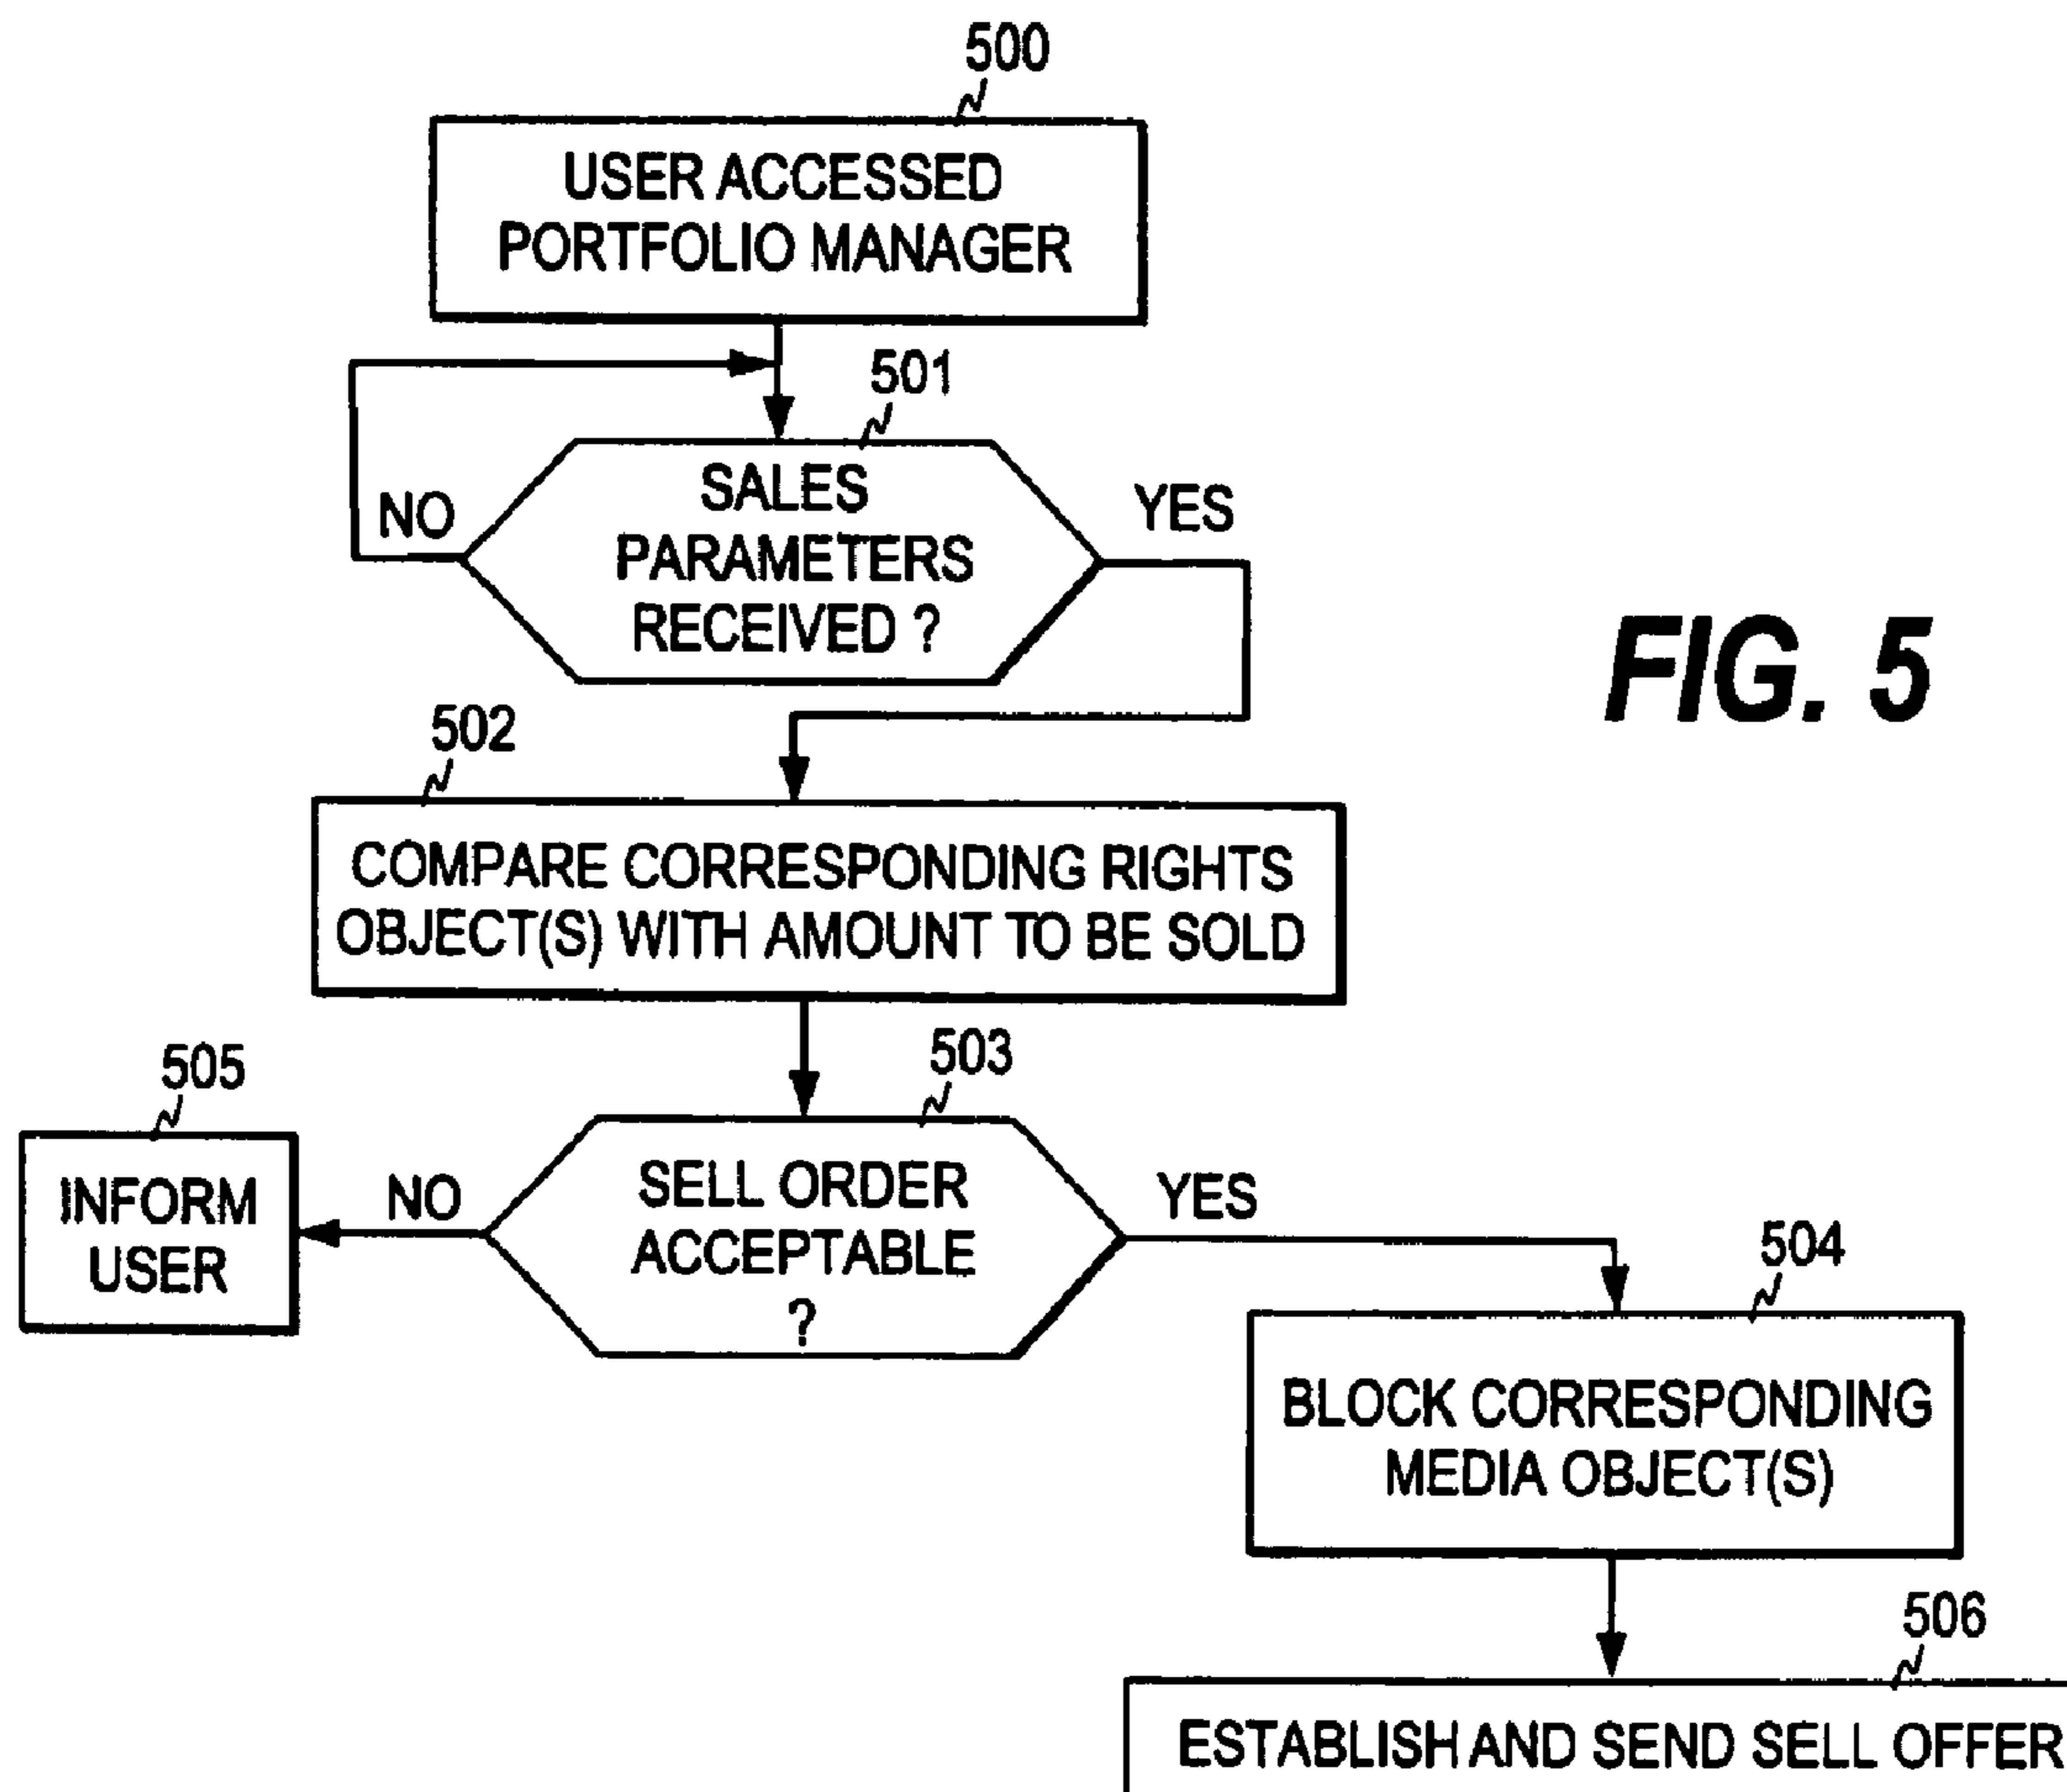 500
USER ACCESSED
PORTFOLIO MANAGER
501
SALES
PARAMETERS
RECEIVED ?
NO
YES
FIG. 5
502
COMPARE CORRESPONDING RIGHTS
OBJECT(S) WITH AMOUNT TO BE SOLD
503
505
INFORM
USER
NO
SELL ORDER
ACCEPTABLE
?
YES
504
BLOCK CORRESPONDING
MEDIA OBJECT(S)
506
ESTABLISH AND SEND SELL OFFER